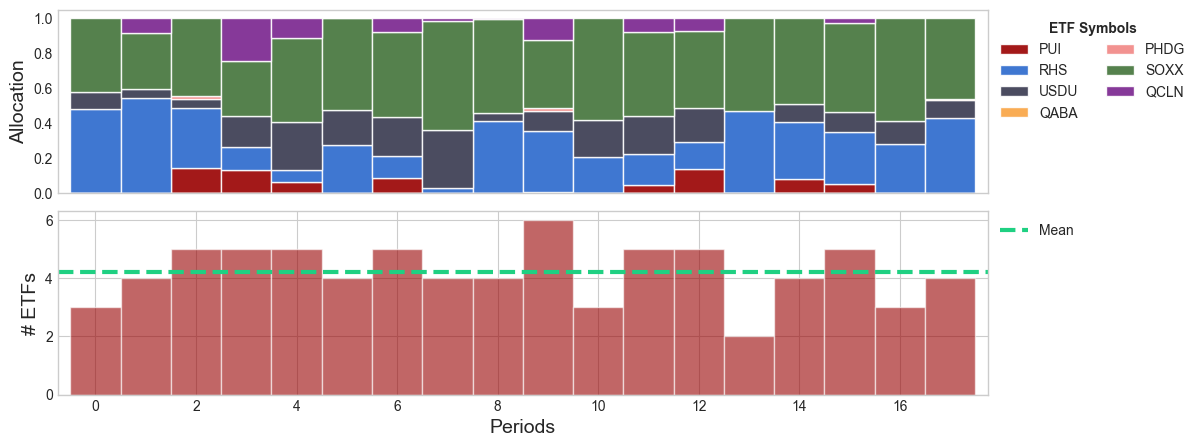 1.0
0.8
0.6
0.4
0.2
0.0
Allocation
ETF Symbols
PUI
RHS
USDU
QABA
PHDG
SOXX
QCLN
6
4
2
0
# ETFs
Mean
0 2 4 6 8 10 12 14 16
Periods